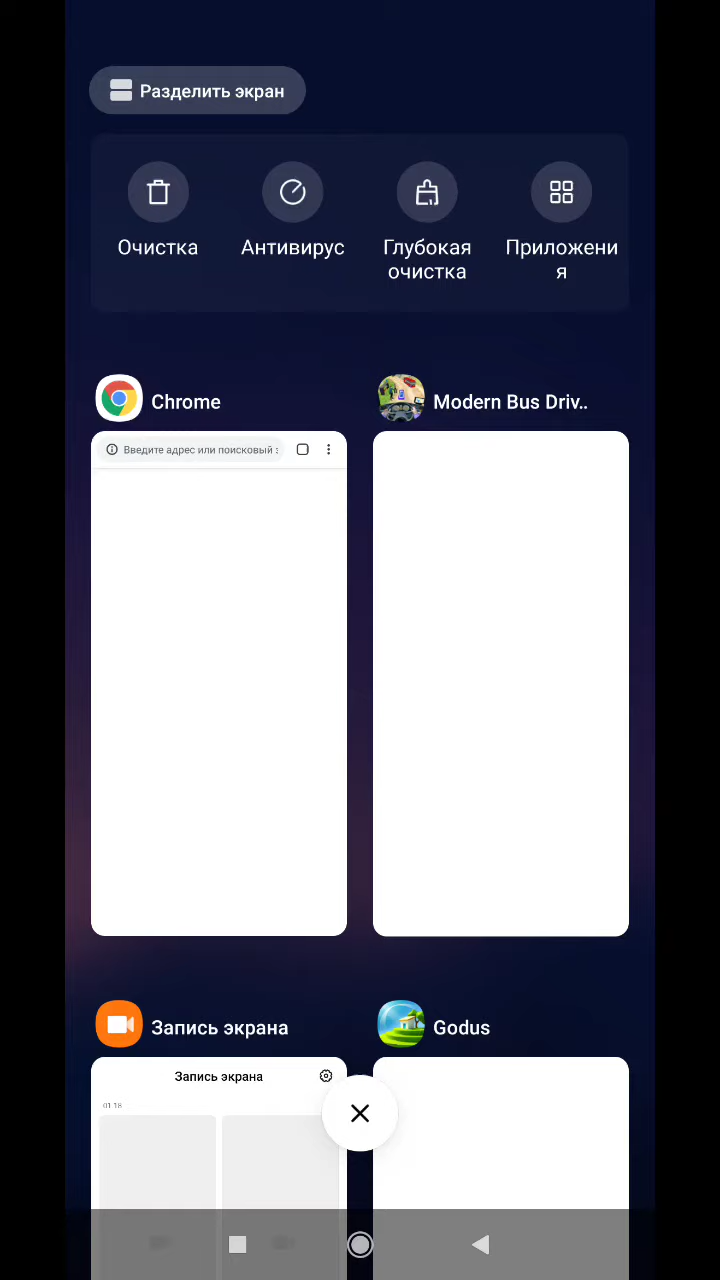 Разделить экран
Очистка
Антивирус
Глубокая
очистка
Приложени
я
Chrome
Modern Bus Driv..
Введите адрес или поисковый з
Запись экрана
Godus
Запись экрана
01.18